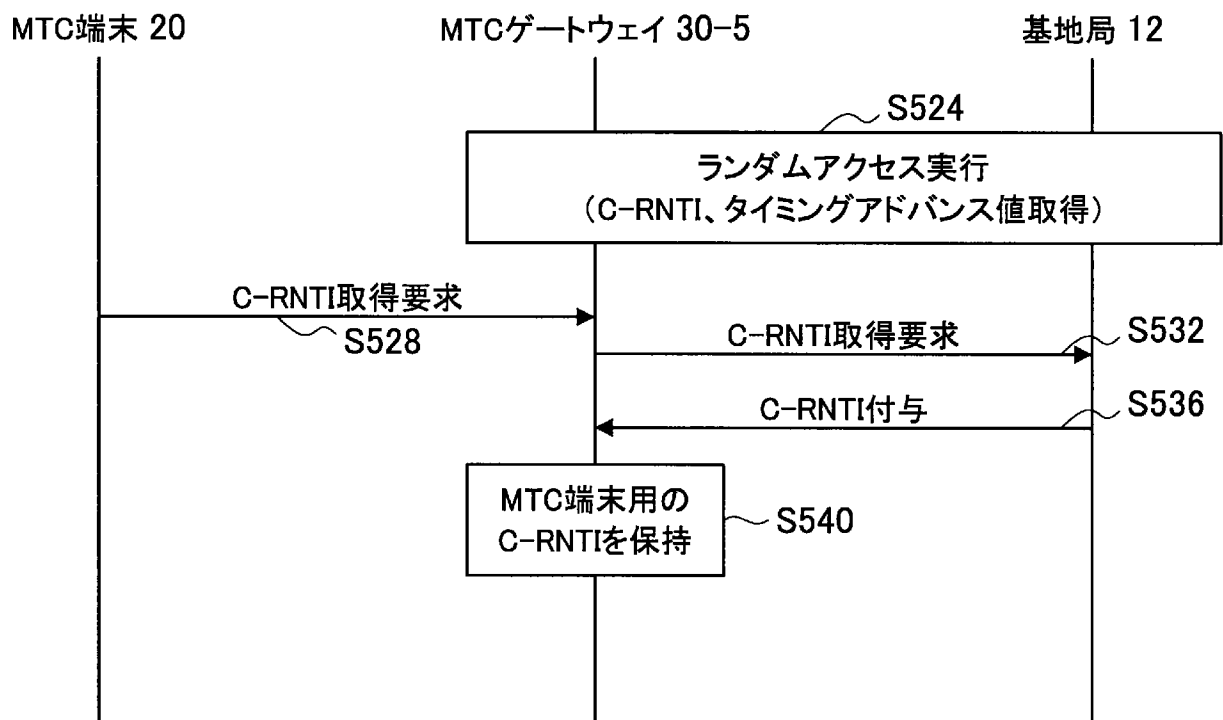 MTC端末 20
MTCゲートウェイ 30-5
基地局 12
S524
ランダムアクセス実行
（C-RNTI、タイミングアドバンス値取得）
C-RNTI取得要求
S528
C-RNTI取得要求
S532
C-RNTI付与
S536
MTC端末用の
C-RNTIを保持
S540